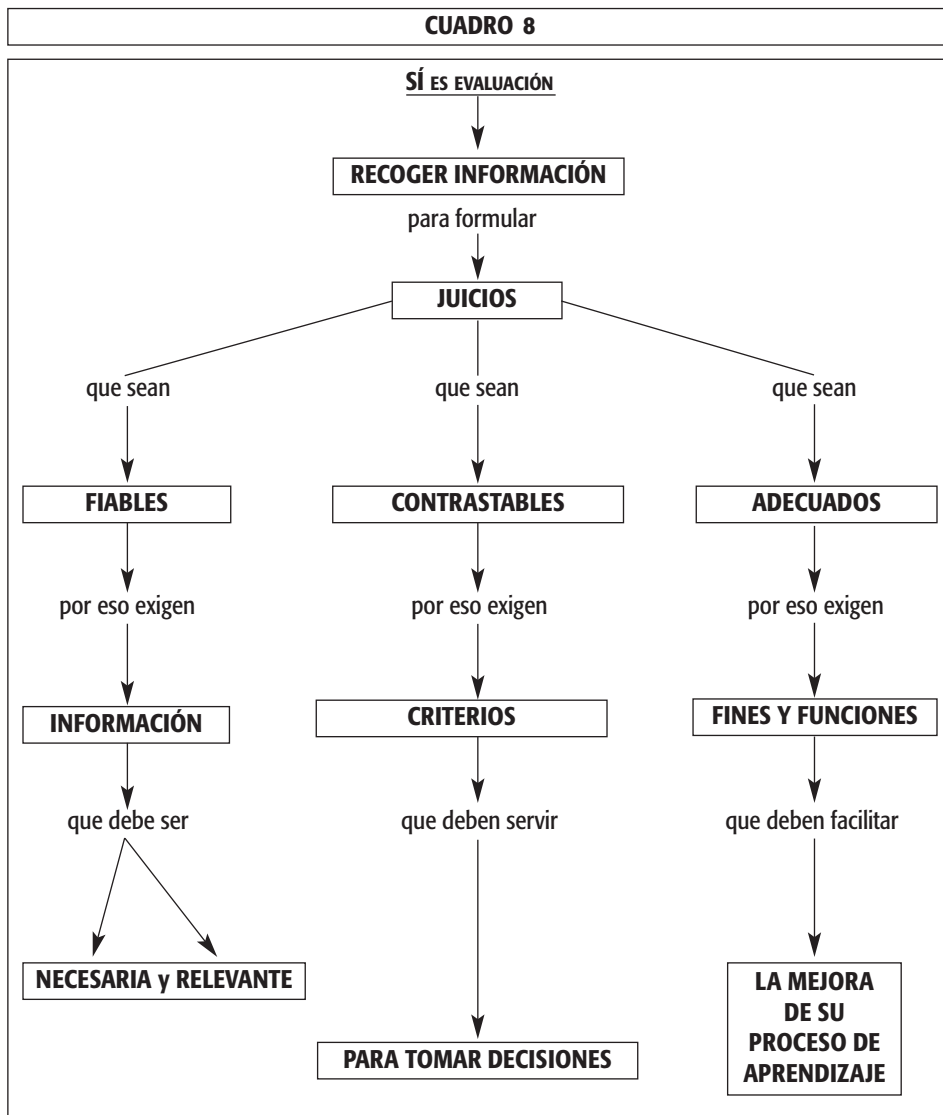 CUADRO 8
SÍ ES EVALUACIÓN
RECOGER INFORMACIÓN
para formular
JUICIOS
que sean que sean que sean
FIABLES CONTRASTABLES ADECUADOS
por eso exigen por eso exigen por eso exigen
INFORMACIÓN CRITERIOS FINES Y FUNCIONES
que debe ser que deben servir que deben facilitar
NECESARIA y RELEVANTE
LA MEJORA
DE SU
PROCESO DE
APRENDIZAJE
PARA TOMAR DECISIONES